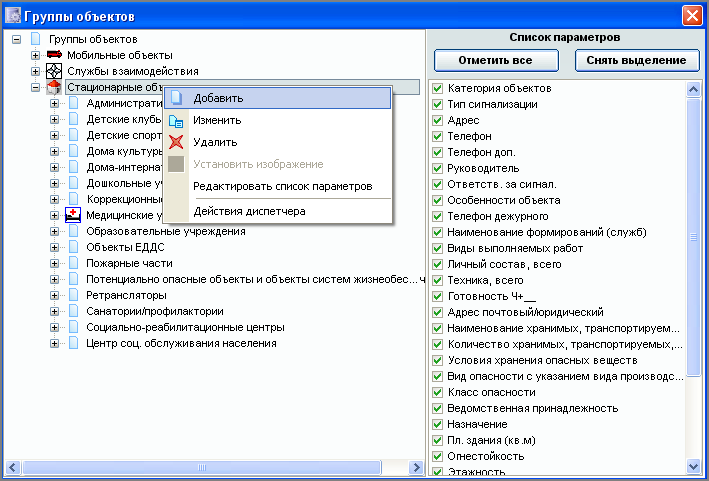 Группы объектов
Группы объектов
Мобильные объекты
Службы взаимодействия
Стационарные объ
Администрати
Детские клубы
Детские спорт
Дома культуры
Дома-интернат
Дошкольные уч
Коррекционные
Медицинские у
Образовательные учреждения
Объекты ЕДДС
Пожарные части
Потенциально опасные объекты и объекты систем жизнеобес...ч
Ретрансляторы
Санатории/профилактории
Социально-реабилитационные центры
Центр соц. обслуживания населения
Добавить
Изменить
Удалить
Установить изображение
Редактировать список параметров
Действия диспетчера
Список параметров
Отметить все
Снять выделение
Категория объектов
Тип сигнализации
Адрес
Телефон
Телефон доп.
Руководитель
Ответств. за сигнал.
Особенности объекта
Телефон дежурного
Наименование формирований (служб)
Виды выполняемых работ
Личный состав, всего
Техника, всего
Готовность Ч+__
Адрес почтовый/юридический
Наименование хранимых, транспортируем...
Количество хранимых, транспортируемых,...
Условия хранения опасных веществ
Вид опасности с указанием вида производс...
Класс опасности
Ведомственная принадлежность
Назначение
Пл. здания (кв.м)
Огнестойкость
Этажность